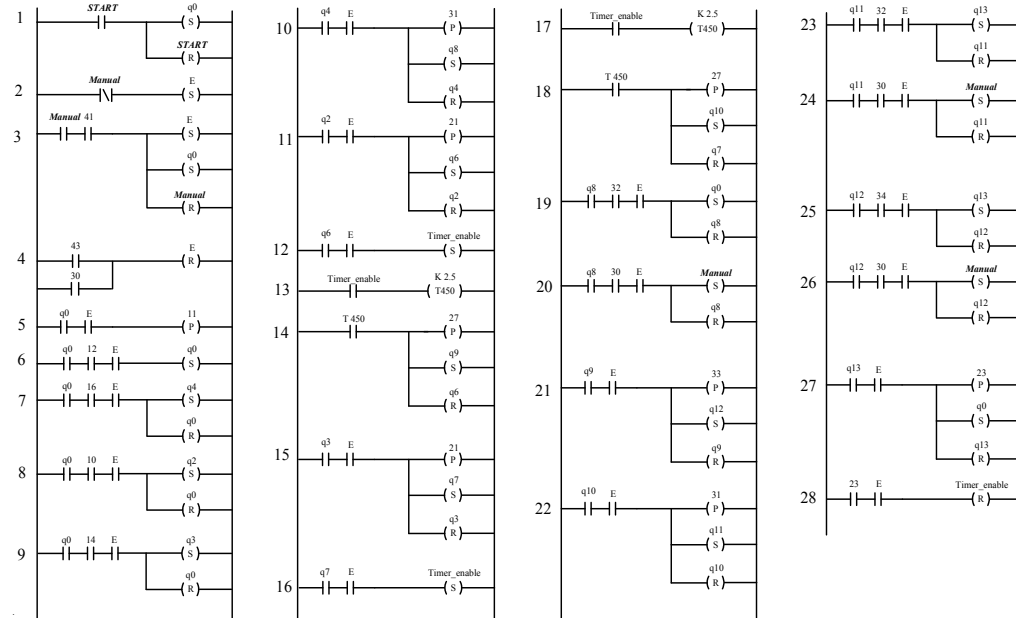 1
START
q0
S
START
R
2
Manual
E
S
3
Manual 41
E
S
q0
S
Manual
R
4
43
E
R
30
5
q0 E
11
P
6
q0 12 E
q0
S
7
q0 16 E
q4
S
q0
R
8
q0 10 E
q2
S
q0
R
9
q0 14 E
q3
S
q0
R
10
q4 E
31
P
q8
S
q4
R
11
q2 E
21
P
q6
S
q2
R
12
q6 E
Timer_enable
S
13
Timer_enable
K 2.5
T450
14
T 450
27
P
q9
S
q6
R
15
q3 E
21
P
q7
S
q3
R
16
q7 E
Timer_enable
S
17
Timer_enable
K 2.5
T450
18
T 450
27
P
q10
S
q7
R
19
q8 32 E
q0
S
q8
R
20
q8 30 E
Manual
S
q8
R
21
q9 E
33
P
q12
S
q9
R
22
q10 E
31
P
q11
S
q10
R
23
q11 32 E
q13
S
q11
R
24
q11 30 E
Manual
S
q11
R
25
q12 34 E
q13
S
q12
R
26
q12 30 E
Manual
S
q12
R
27
q13 E
23
P
q0
S
q13
R
28
23 E
Timer_enable
R